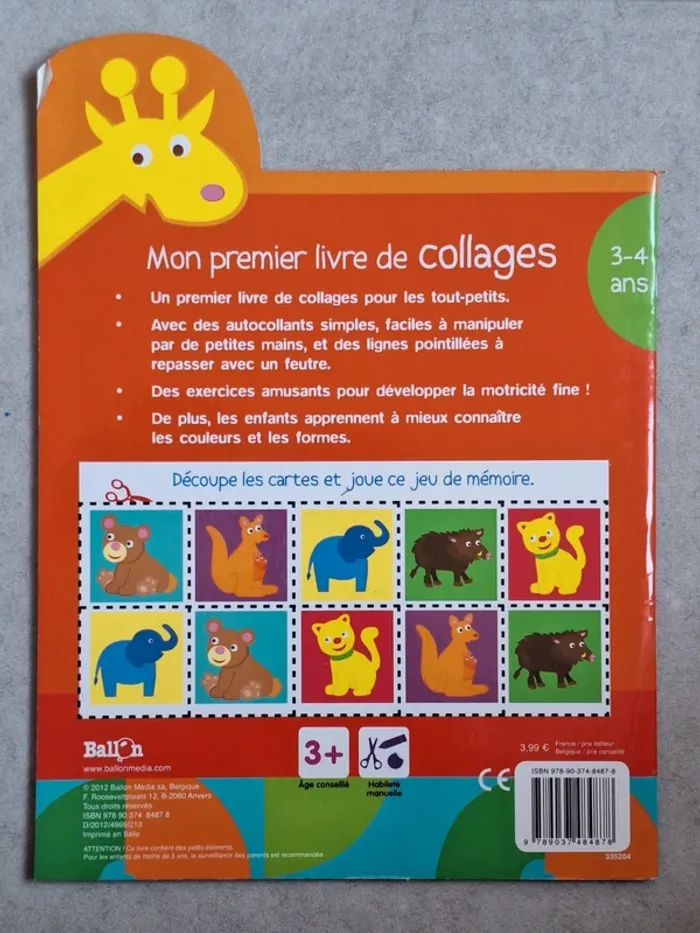 Mon premier livre de collages
3-4
ans
• Un premier livre de collages pour les tout-petits.
• Avec des autocollants simples, faciles à manipuler
par de petites mains, et des lignes pointillées à
repasser avec un feutre.
• Des exercices amusants pour développer la motricité fine !
• De plus, les enfants apprennent à mieux connaître
les couleurs et les formes.
Découpe les cartes et joue ce jeu de mémoire.
Ballon
www.ballonmedia.com
3+
Âge conseillé
Habileté
manuelle
3,99 € France / prix éditeur
Belgique / prix conseillé
CE
ISBN 978-90-374-8487-8
9 789037 484878
335204
© 2012 Ballon Media sa, Belgique
F. Rooseveltplaats 12, B-2060 Anvers
Tous droits réservés
ISBN 978 90 374 8487 8
D/2012/4969/213
Imprimé en Italie
ATTENTION ! Ce livre contient des petits éléments.
Pour les enfants de moins de 3 ans, la surveillance des parents est recommandée.